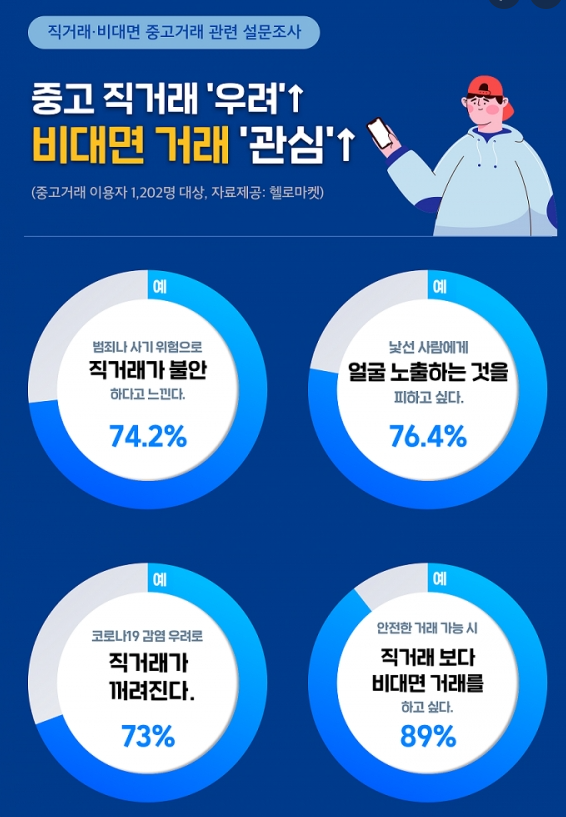 직거래·비대면 중고거래 관련 설문조사
중고 직거래 '우려'↑
비대면 거래 '관심'↑
(중고거래 이용자 1,202명 대상, 자료제공: 헬로마켓)
예
범죄나 사기 위험으로
직거래가 불안
하다고 느낀다.
74.2%
예
낯선 사람에게
얼굴 노출하는 것을
피하고 싶다.
76.4%
예
코로나19 감염 우려로
직거래가
꺼려진다.
73%
예
안전한 거래 가능 시
직거래 보다
비대면 거래를
하고 싶다.
89%